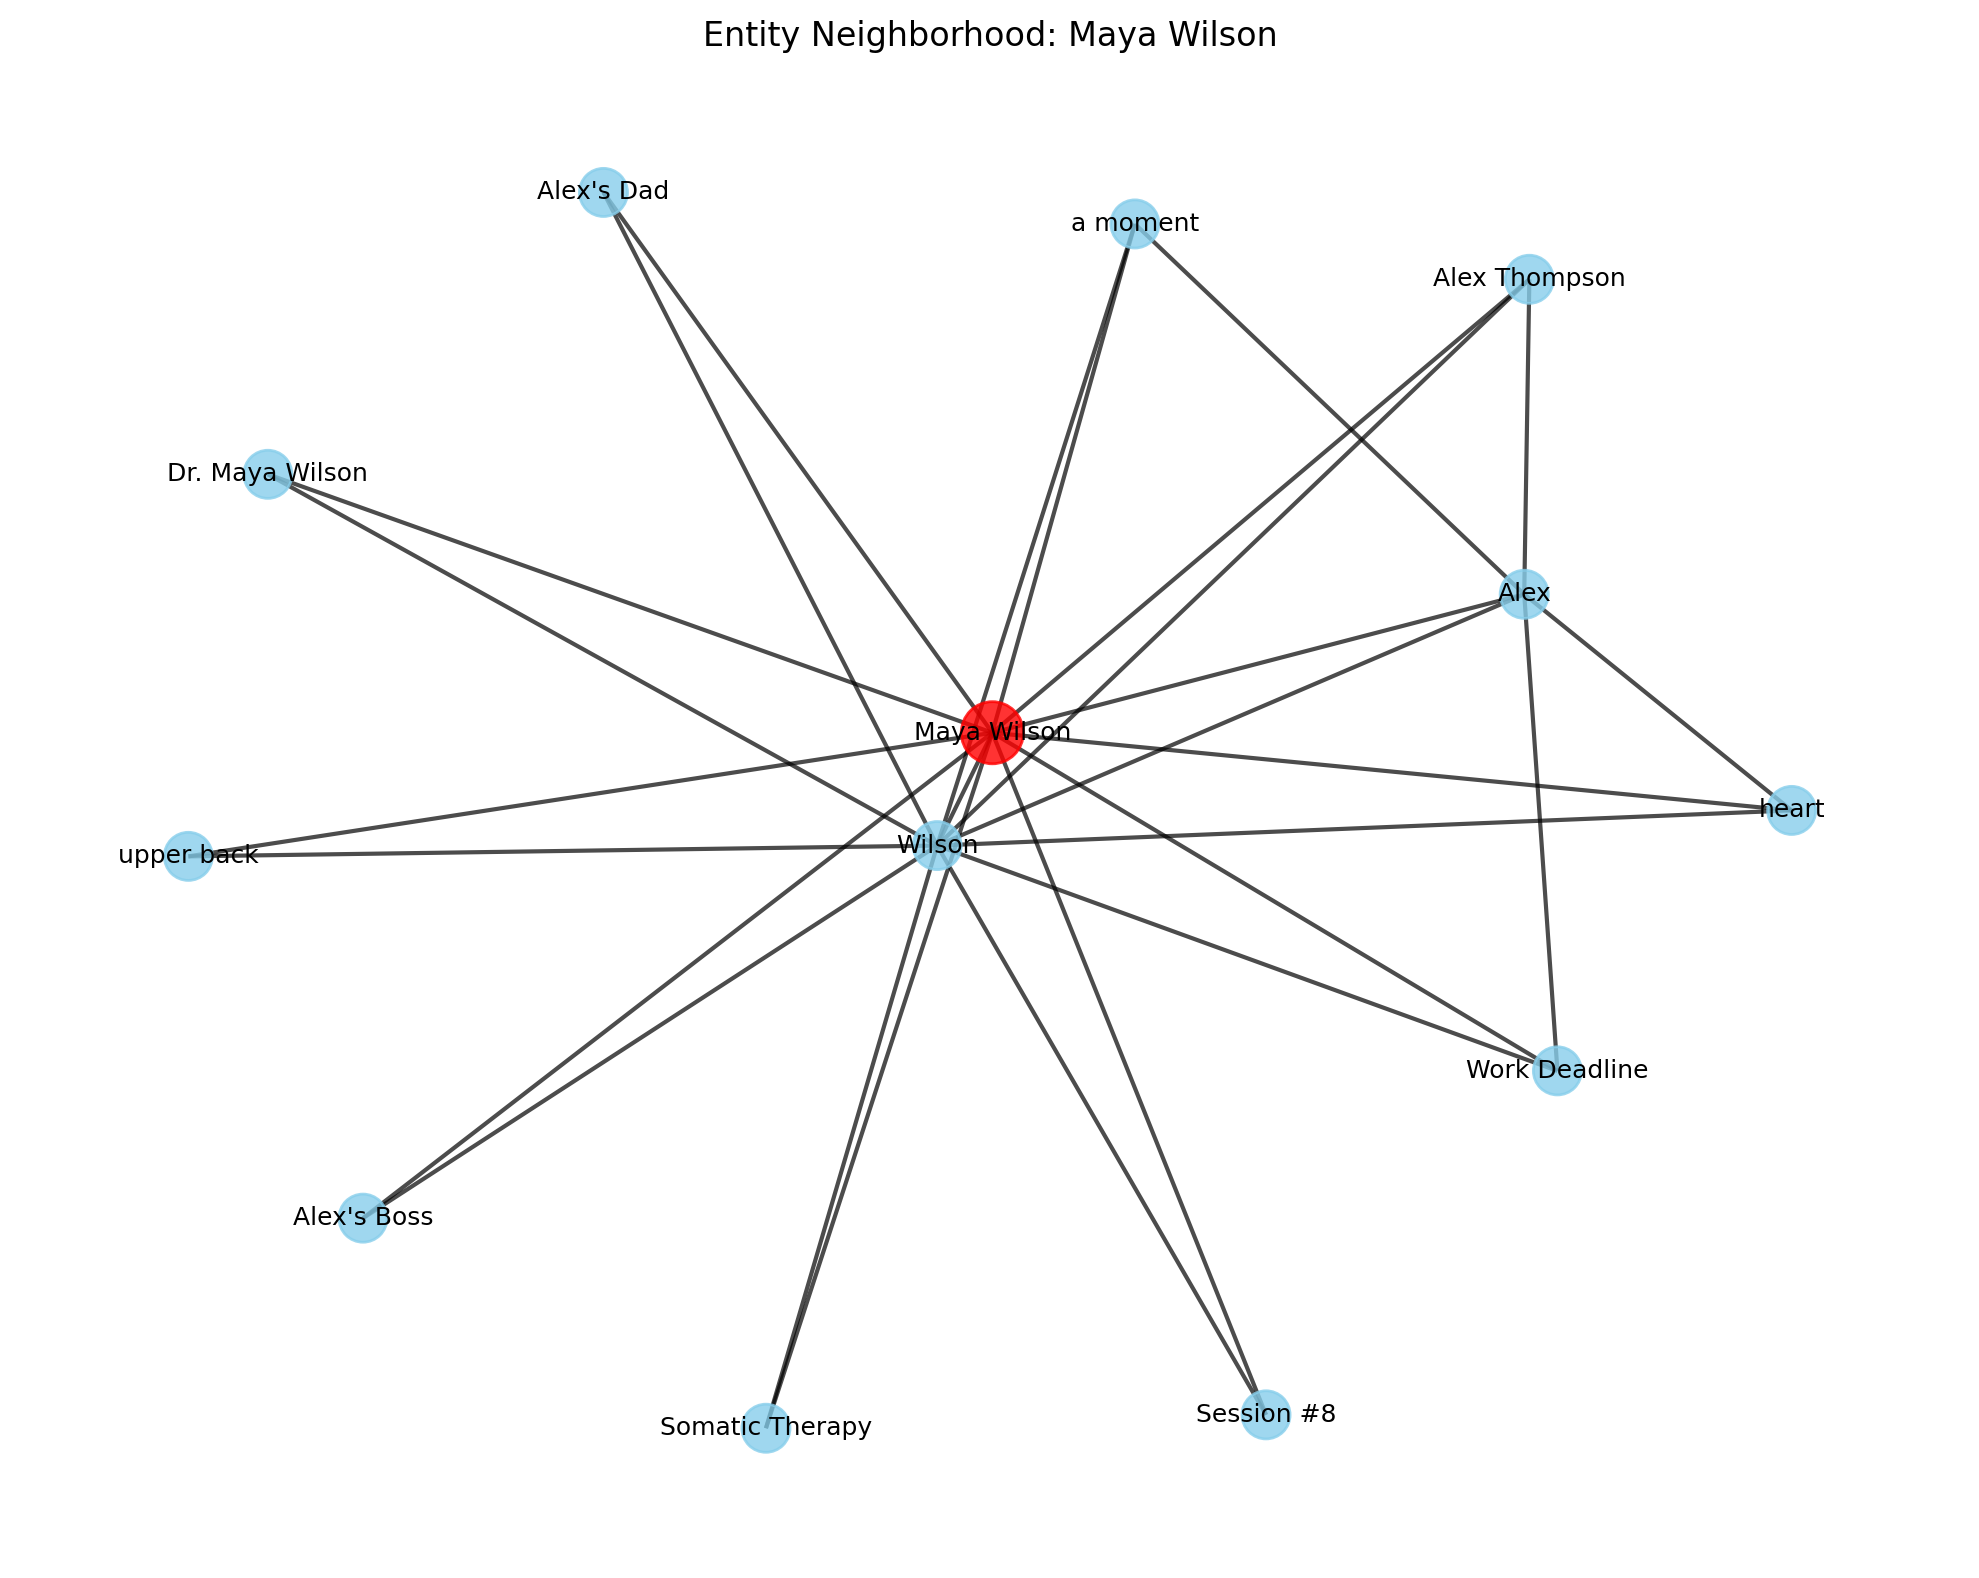 Entity Neighborhood: Maya Wilson
Alex's Dad
a moment
Alex Thompson
Dr. Maya Wilson
Alex
Maya Wilson
heart
Wilson
upper back
Work Deadline
Alex's Boss
Session #8
Somatic Therapy